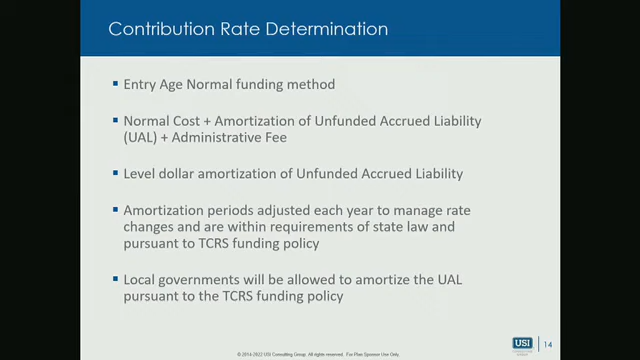 Contribution Rate Determination
▪ Entry Age Normal funding method
▪ Normal Cost + Amortization of Unfunded Accrued Liability
(UAL) + Administrative Fee
▪ Level dollar amortization of Unfunded Accrued Liability
▪ Amortization periods adjusted each year to manage rate
changes and are within requirements of state law and
pursuant to TCRS funding policy
▪ Local governments will be allowed to amortize the UAL
pursuant to the TCRS funding policy
© 2014-2022 USI Consulting Group. All rights reserved. For Plan Sponsor Use Only.
USI
14